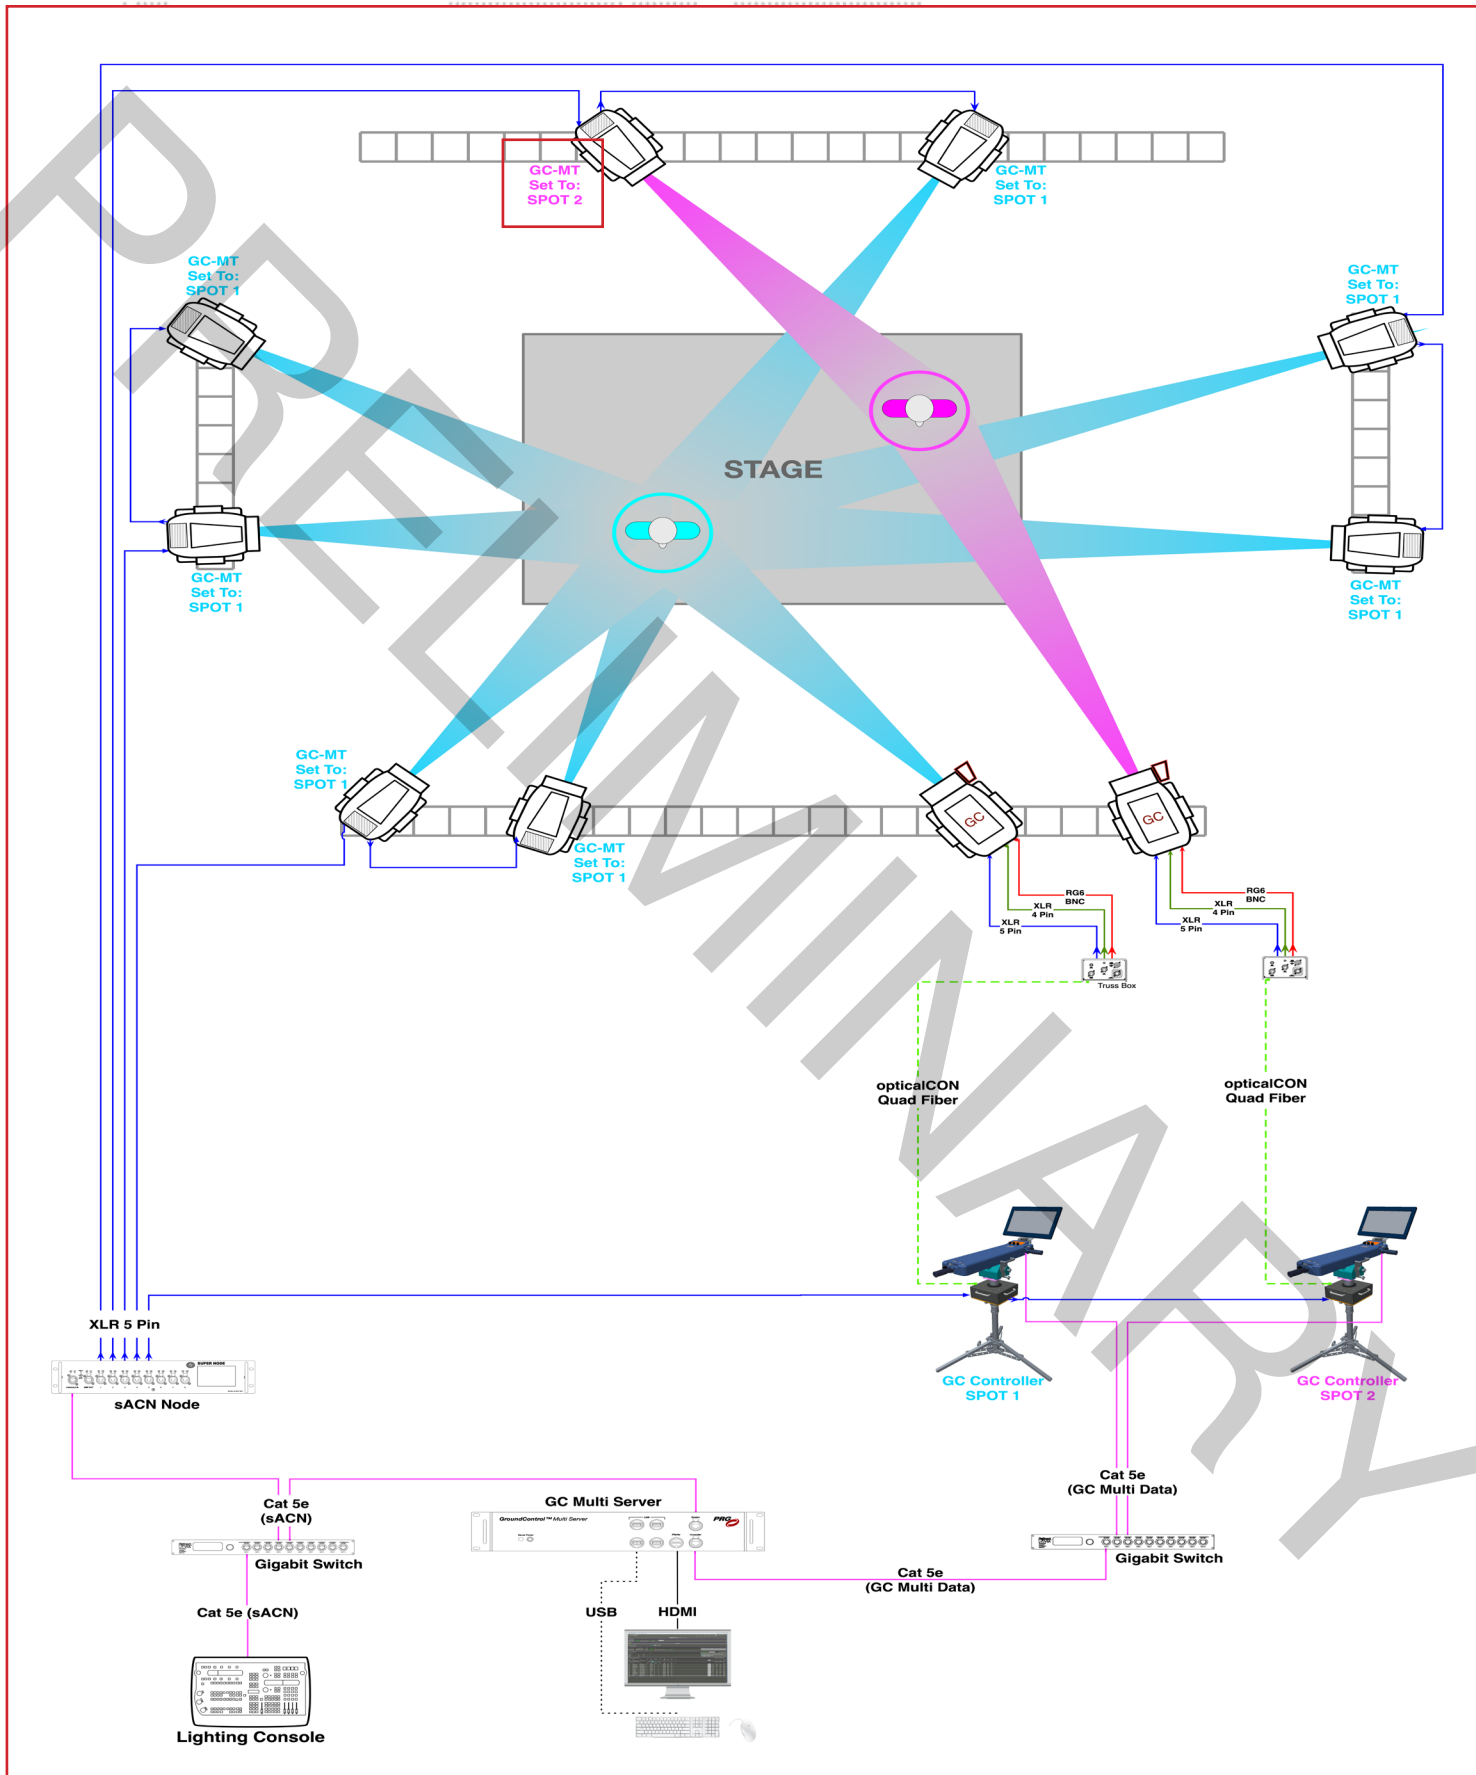 GC-MT
Set To:
SPOT 2
GC-MT
Set To:
SPOT 1
GC-MT
Set To:
SPOT 1
GC-MT
Set To:
SPOT 1
STAGE
GC-MT
Set To:
SPOT 1
GC-MT
Set To:
SPOT 1
GC-MT
Set To:
SPOT 1
GC-MT
Set To:
SPOT 1
GC
GC
RG6
BNC
XLR
4 Pin
XLR
5 Pin
RG6
BNC
XLR
4 Pin
XLR
5 Pin
Truss Box
opticalCON
Quad Fiber
opticalCON
Quad Fiber
XLR 5 Pin
SUPER NODE
sACN Node
GC Controller
SPOT 1
GC Controller
SPOT 2
Cat 5e
(sACN)
GC Multi Server
GroundControl™ Multi Server
PRG
Cat 5e
(GC Multi Data)
Gigabit Switch
Gigabit Switch
Cat 5e
(GC Multi Data)
Cat 5e (sACN)
USB
HDMI
Lighting Console
PRELIMINARY